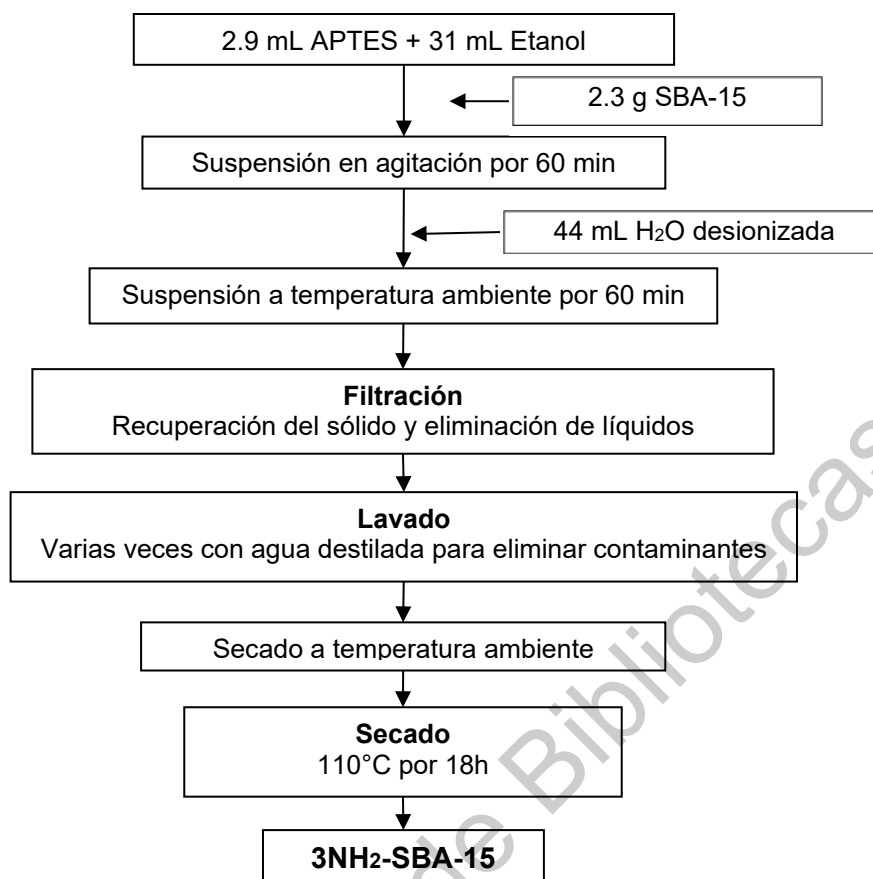 2.9 mL APTES + 31 mL Etanol
2.3 g SBA-15
Suspensión en agitación por 60 min
44 mL H₂O desionizada
Suspensión a temperatura ambiente por 60 min
Filtración
Recuperación del sólido y eliminación de líquidos
Lavado
Varias veces con agua destilada para eliminar contaminantes
Secado a temperatura ambiente
Secado
110°C por 18h
3NH₂-SBA-15
de Bibliotecas